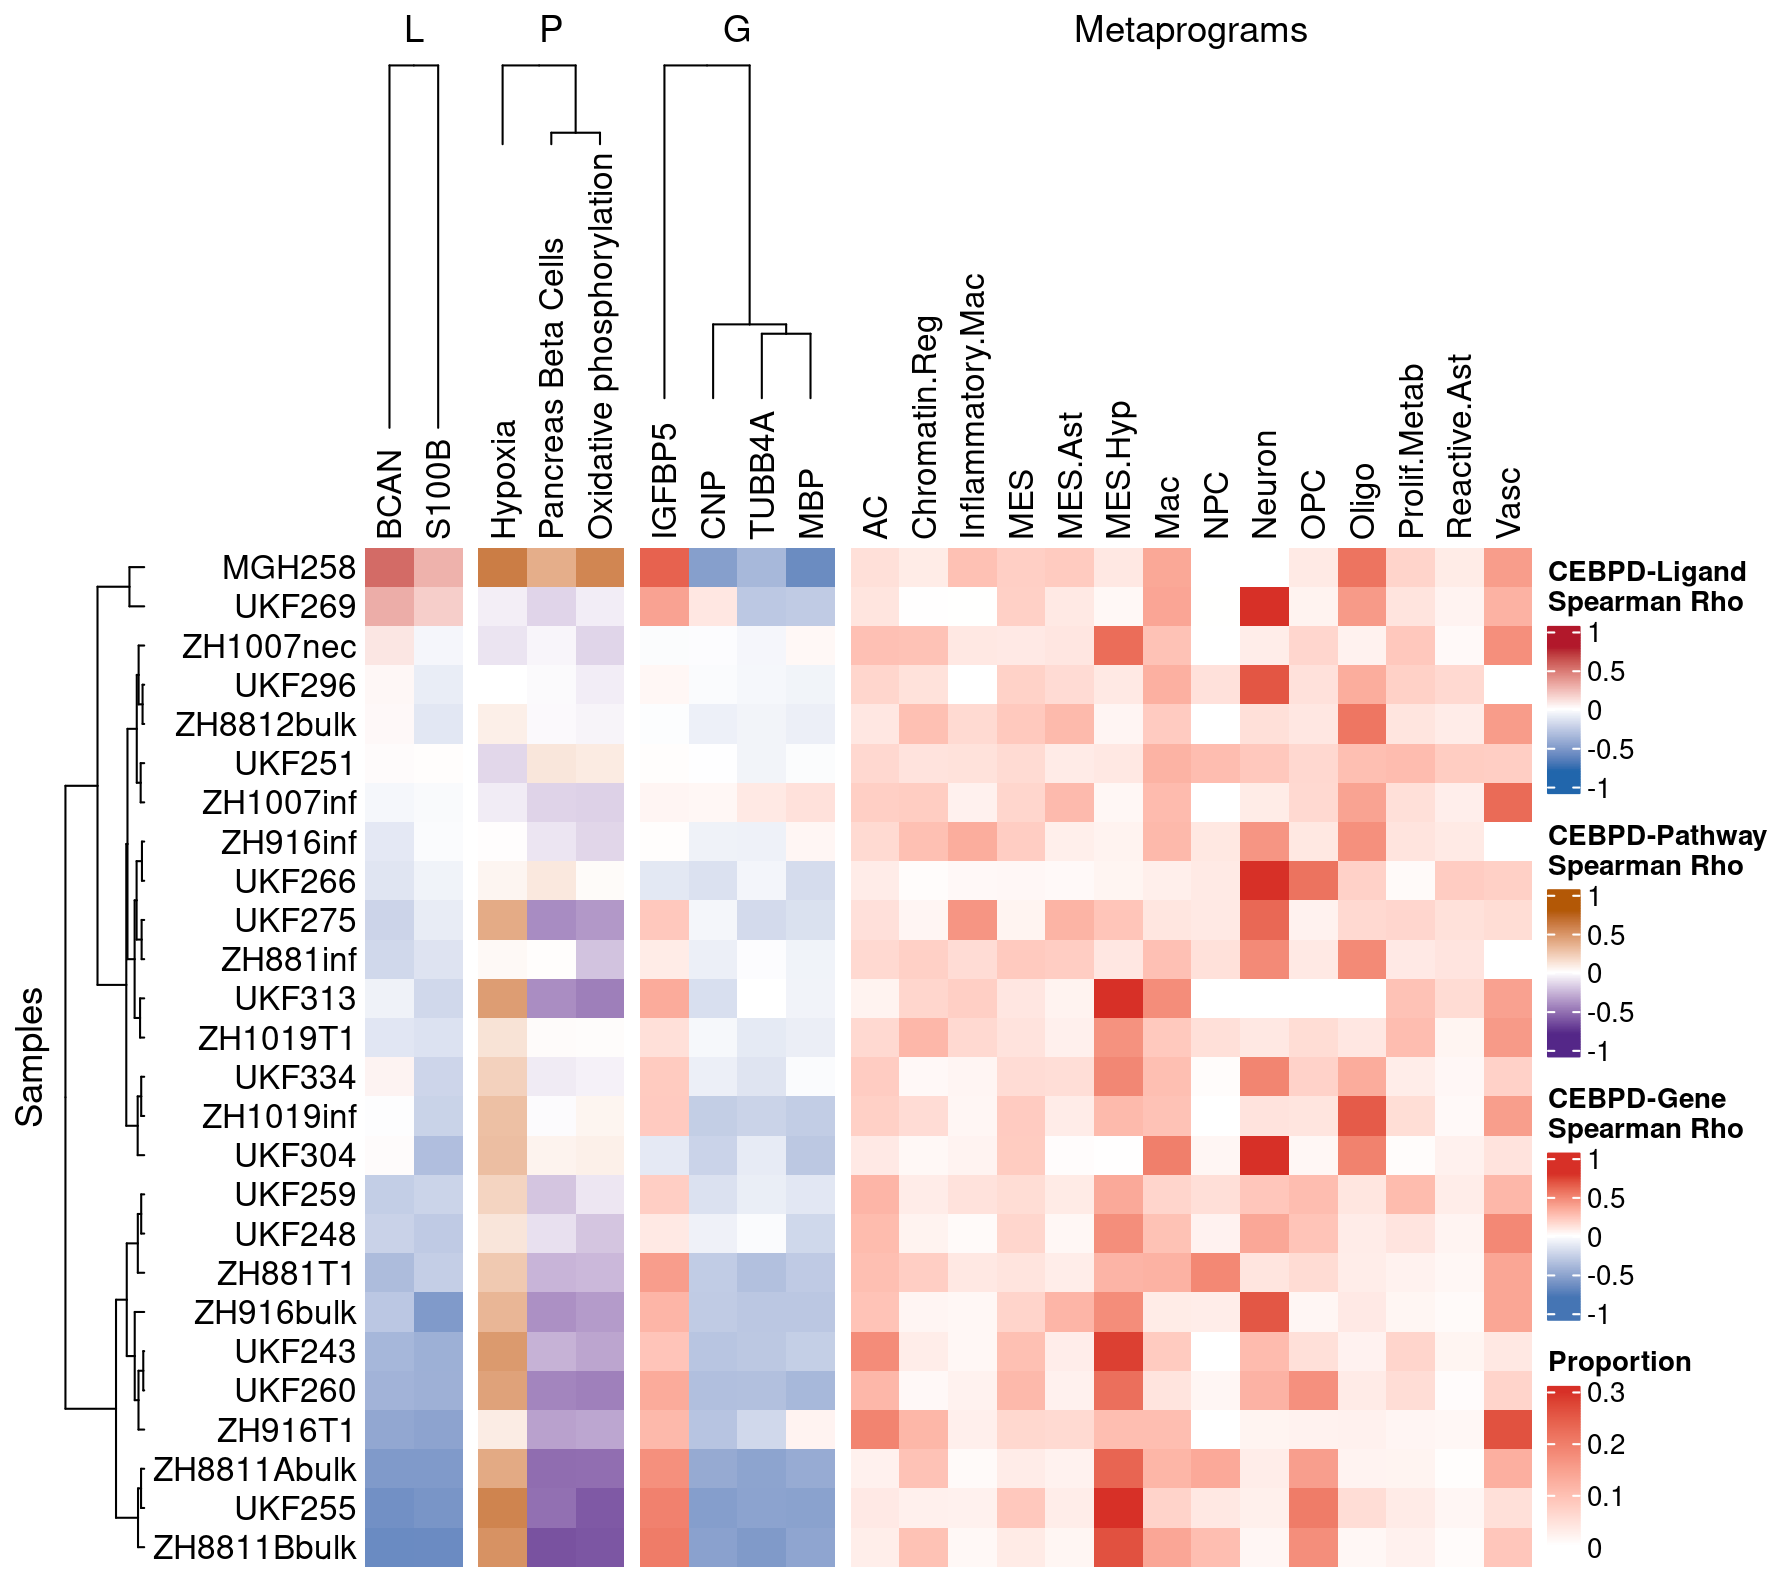 L
P
G
Metaprograms
BCAN
S100B
Hypoxia
Pancreas Beta Cells
Oxidative phosphorylation
IGFBP5
CNP
TUBB4A
MBP
AC
Chromatin.Reg
Inflammatory.Mac
MES
MES.Ast
MES.Hyp
Mac
NPC
Neuron
OPC
Oligo
Prolif.Metab
Reactive.Ast
Vasc
Samples
MGH258
UKF269
ZH1007nec
UKF296
ZH8812bulk
UKF251
ZH1007inf
ZH916inf
UKF266
UKF275
ZH881inf
UKF313
ZH1019T1
UKF334
ZH1019inf
UKF304
UKF259
UKF248
ZH881T1
ZH916bulk
UKF243
UKF260
ZH916T1
ZH8811Abulk
UKF255
ZH8811Bbulk
CEBPD-Ligand
Spearman Rho
1
0.5
0
-0.5
-1
CEBPD-Pathway
Spearman Rho
1
0.5
0
-0.5
-1
CEBPD-Gene
Spearman Rho
1
0.5
0
-0.5
-1
Proportion
0.3
0.2
0.1
0